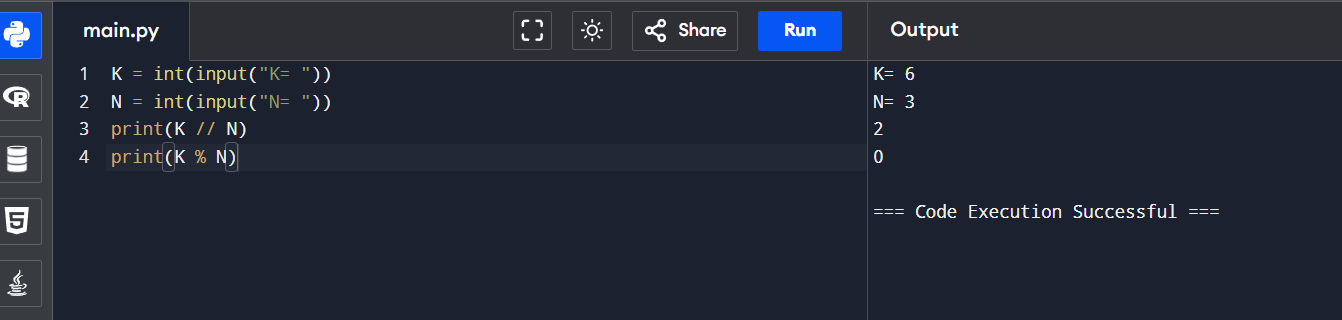 main.py
Share
Run
Output
1 K = int(input("K= "))
2 N = int(input("N= "))
3 print(K // N)
4 print(K % N)
K= 6
N= 3
2
0
=== Code Execution Successful ===
R
5